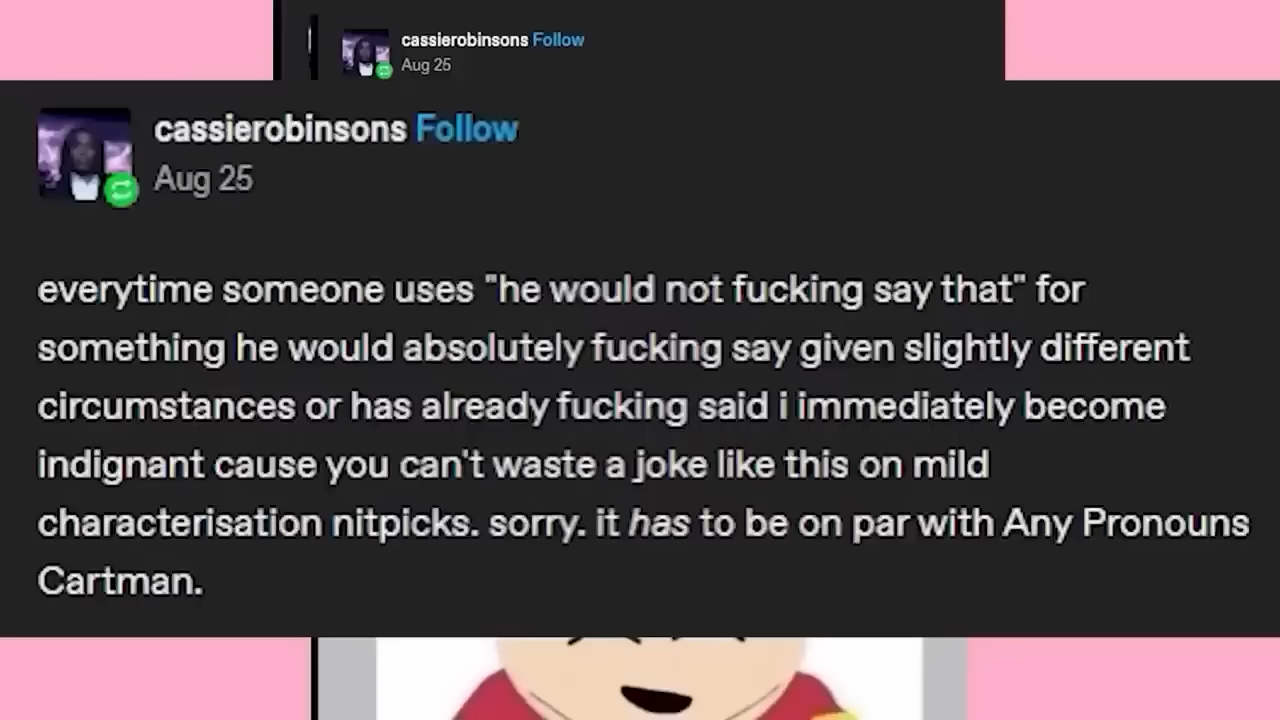 cassierobinsons Follow
Aug 25
cassierobinsons Follow
Aug 25
everytime someone uses "he would not fucking say that" for
something he would absolutely fucking say given slightly different
circumstances or has already fucking said i immediately become
indignant cause you can't waste a joke like this on mild
characterisation nitpicks. sorry. it has to be on par with Any Pronouns
Cartman.